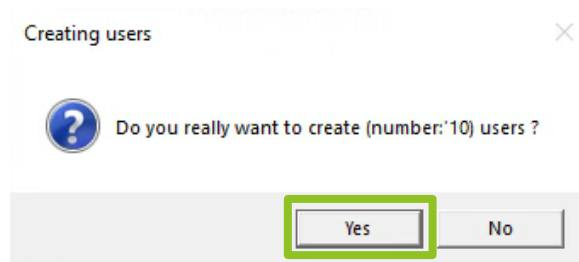 Creating users
Do you really want to create (number:'10) users ?
Yes
No